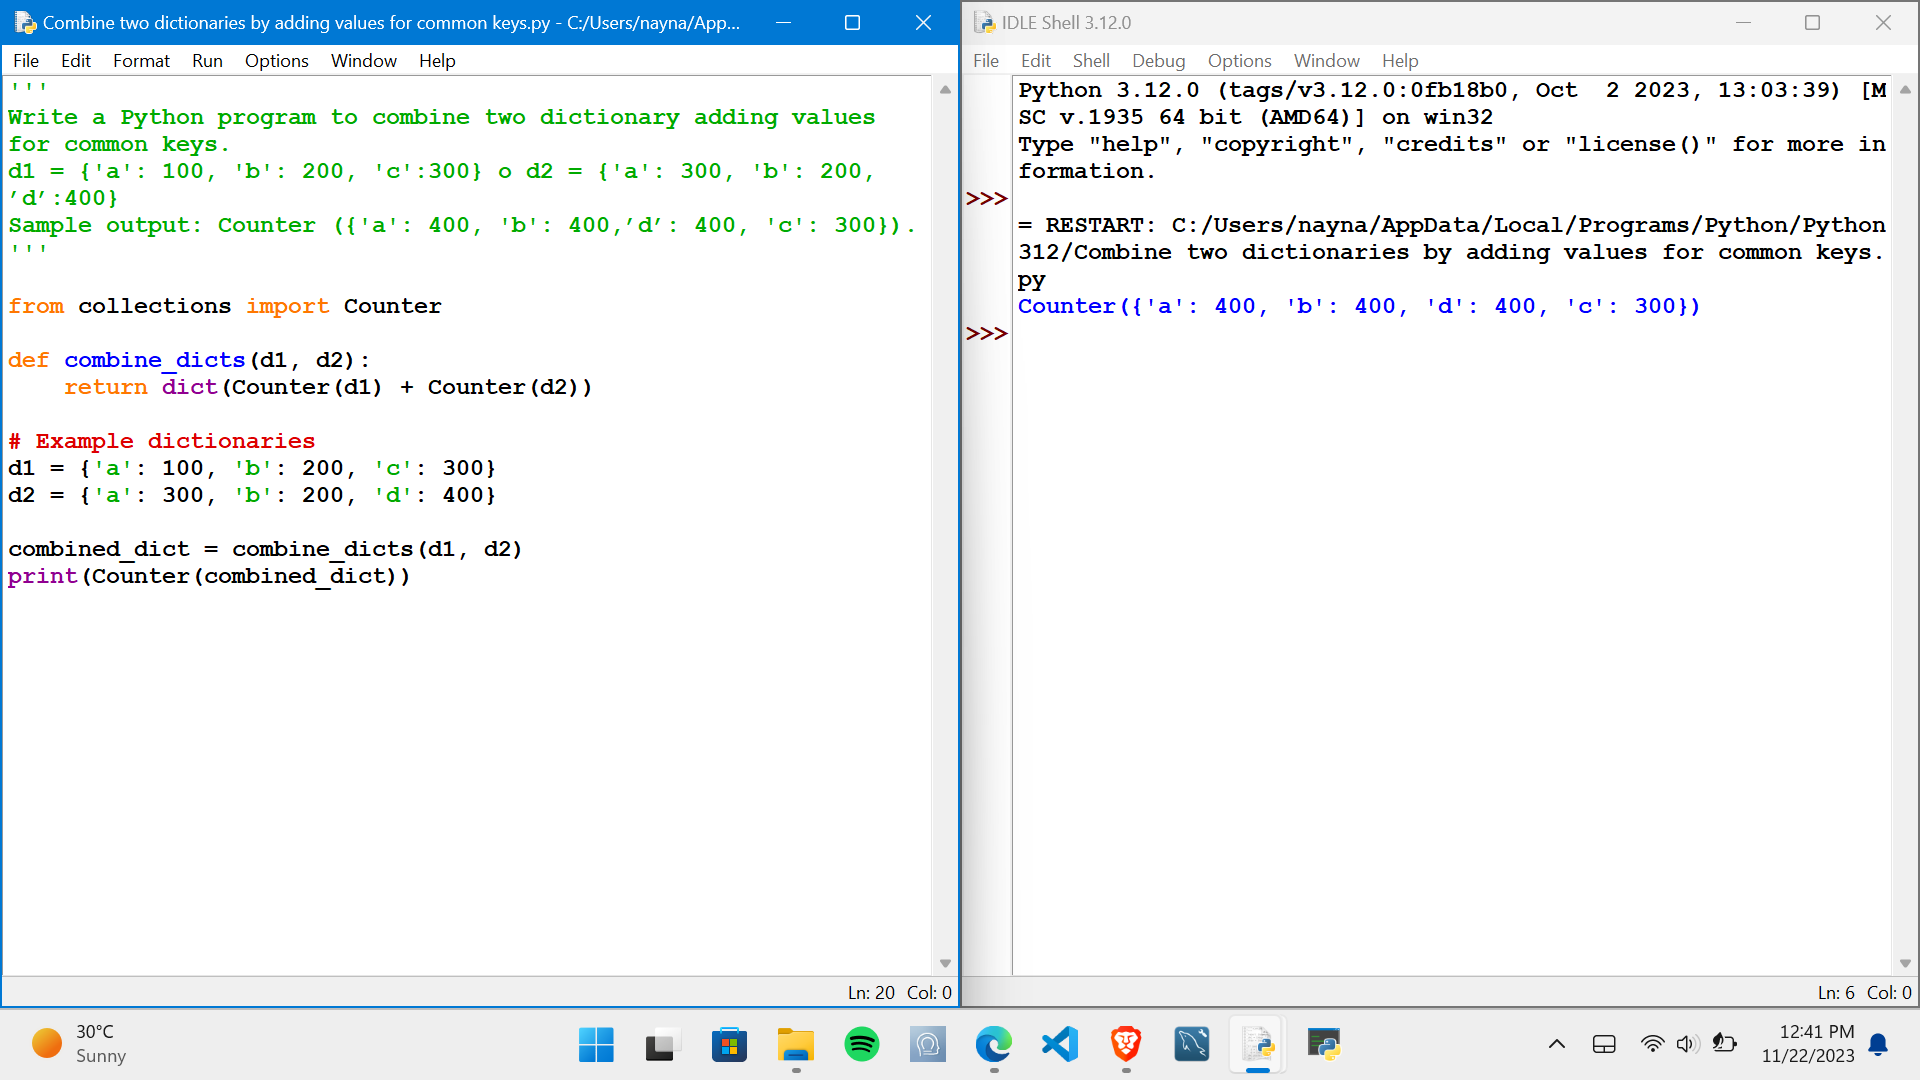 Combine two dictionaries by adding values for common keys.py - C:/Users/nayna/App...
File Edit Format Run Options Window Help
'''
Write a Python program to combine two dictionary adding values
for common keys.
d1 = {'a': 100, 'b': 200, 'c':300} o d2 = {'a': 300, 'b': 200,
’d’:400}
Sample output: Counter ({'a': 400, 'b': 400,’d’: 400, 'c': 300}).
'''
from collections import Counter
def combine_dicts(d1, d2):
    return dict(Counter(d1) + Counter(d2))
# Example dictionaries
d1 = {'a': 100, 'b': 200, 'c': 300}
d2 = {'a': 300, 'b': 200, 'd': 400}
combined_dict = combine_dicts(d1, d2)
print(Counter(combined_dict))
Ln: 20 Col: 0
IDLE Shell 3.12.0
File Edit Shell Debug Options Window Help
Python 3.12.0 (tags/v3.12.0:0fb18b0, Oct  2 2023, 13:03:39) [M
SC v.1935 64 bit (AMD64)] on win32
Type "help", "copyright", "credits" or "license()" for more in
formation.
>>>
= RESTART: C:/Users/nayna/AppData/Local/Programs/Python/Python
312/Combine two dictionaries by adding values for common keys.
py
Counter({'a': 400, 'b': 400, 'd': 400, 'c': 300})
>>>
Ln: 6 Col: 0
30°C
Sunny
12:41 PM
11/22/2023